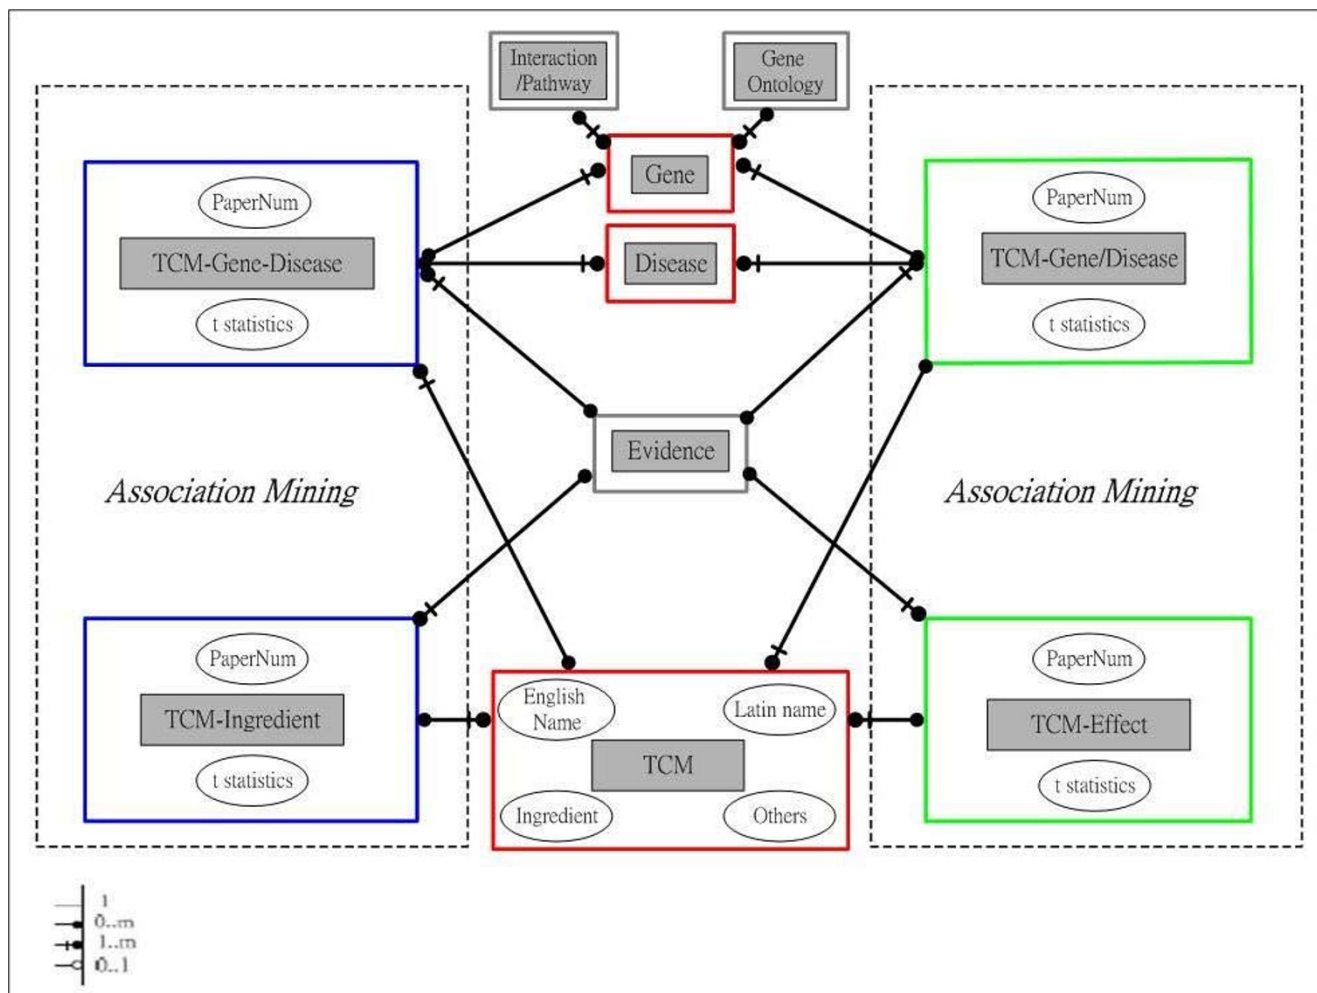 Interaction
/Pathway
Gene
Ontology
Gene
Disease
PaperNum
TCM-Gene-Disease
t statistics
PaperNum
TCM-Gene/Disease
t statistics
Evidence
Association Mining
Association Mining
PaperNum
TCM-Ingredient
t statistics
English
Name
Latin name
TCM
Ingredient
Others
PaperNum
TCM-Effect
t statistics
1
0..m
1..m
0..1